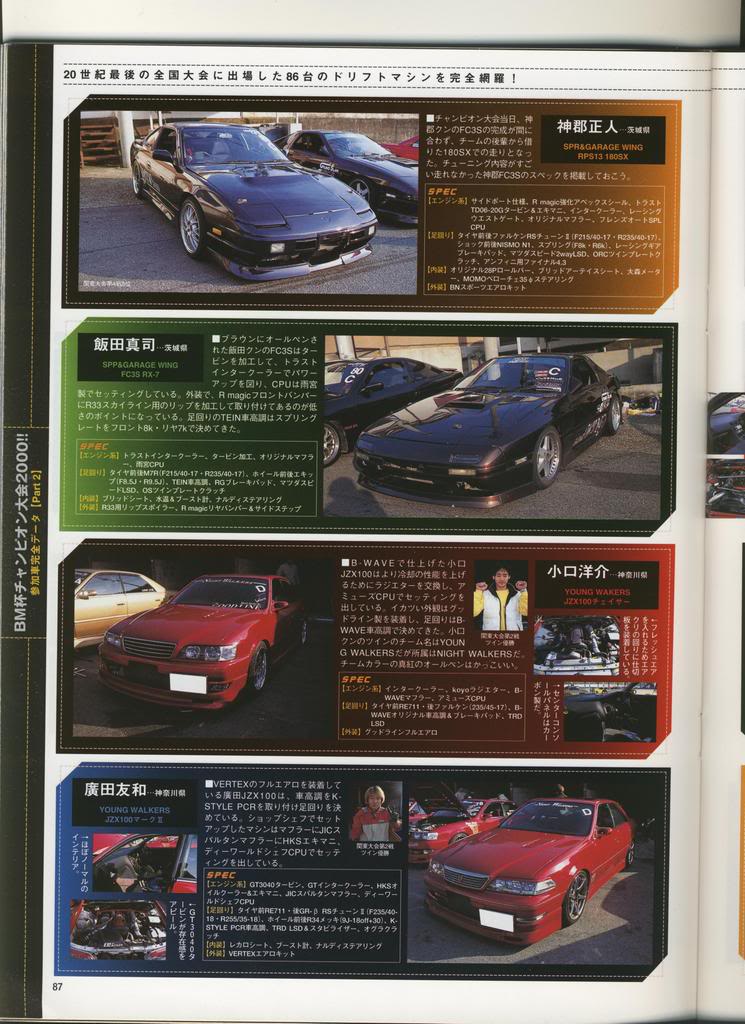 20世紀最後の全国大会に出場した86台のドリフトマシンを完全網羅！
BM杯チャンピオン大会2000!!
参加車完全データ【Part 2】
関東大会第4戦8位
■チャンピオン大会当日、神
郡クンのFC3Sの完成が間に
合わず、チームの後輩から借
りた180SXでの走りとなっ
た。チューニング内容がすご
い走れなかった神郡FC3Sのスペックを掲載しておこう。
神郡正人…茨城県
SPR&GARAGE WING
RPS13 180SX
SPEC
【エンジン系】サイドポート仕様、R magic強化アペックスシール、トラスト
TD06-20Gタービン＆エキマニ、インタークーラー、レーシング
ウエストゲート、オリジナルマフラー、フレンズオートSPL
CPU
【足回り】タイヤ前後ファルケンRSチューンⅡ(F215/40-17・R235/40-17)、
ショック前後NISMO N1、スプリング(F8k・R6k)、レーシングギア
ブレーキパッド、マツダスピード2wayLSD、ORCツインプレートク
ラッチ、アンフィニ用ファイナル4.3
【内装】オリジナル28Pロールバー、ブリッドアーティスシート、大森メータ
ー、MOMOベローチェ35φステアリング
【外装】BNスポーツエアロキット
飯田真司…茨城県
SPP&GARAGE WING
FC3S RX-7
■ブラウンにオールペンさ
れた飯田クンのFC3Sはター
ビンを加工して、トラスト
インタークーラーでパワー
アップを図り、CPUは雨宮
製でセッティングしている。外装で、R magicフロントバンパー
にR33スカイライン用のリップを加工して取り付けてあるのが低
さのポイントになっている。足回りのTEIN車高調はスプリング
レートをフロント8k・リヤ7kで決めてきた。
SPEC
【エンジン系】トラストインタークーラー、タービン加工、オリジナルマフラ
ー、雨宮CPU
【足回り】タイヤ前後M7R(F215/40-17・R235/40-17)、ホイール前後エキップ
(F8.5J・R9.5J)、TEIN車高調、RGブレーキパッド、マツダスピ
ードLSD、OSツインプレートクラッチ
【内装】ブリッドシート、水温＆ブースト計、ナルディステアリング
【外装】R33用リップスポイラー、R magicリヤバンパー＆サイドステップ
■B-WAVEで仕上げた小口
JZX100はより冷却の性能を上げ
るためにラジエターを交換し、ア
ミューズCPUでセッティングを
出している。イカツい外観はグッ
ドライン製を装着し、足回りはB-
WAVE車高調で決めてきた。小口
クンのツインのチーム名はYOUN
G WALKERSだが所属はNIGHT WALKERSだ。
チームカラーの真紅のオールペンはかっこいい。
関東大会第2戦
ツイン優勝
小口洋介…神奈川県
YOUNG WALKERS
JZX100チェイサー
←フレッシュエア
を入れるためエア
クリの回りに仕切
板を装着している
→センターコンソ
ールパネルはカー
ボン製だ。
SPEC
【エンジン系】インタークーラー、koyoラジエター、B-
WAVEマフラー、アミューズCPU
【足回り】タイヤ前RE711・後ファルケン(235/45-17)、B-
WAVEオリジナル車高調＆ブレーキパッド、TRD
LSD
【外装】グッドラインフルエアロ
廣田友和…神奈川県
YOUNG WALKERS
JZX100マークⅡ
→ほぼノーマルの
インテリア。
←GT3040タ
ービンが存在感を
アピール
■VERTEXのフルエアロを装着して
いる廣田JZX100は、車高調をK-
STYLE PCRを取り付け足回りを決
めている。ショップシェフでセット
アップしたマシンはマフラーにJICス
パルタンマフラーにHKSエキマニ、
ディーワールドシェフCPUでセッテ
ィングを出している。
関東大会第2戦
ツイン優勝
SPEC
【エンジン系】GT3040タービン、GTインタークーラー、HKSオ
イルクーラー＆エキマニ、JICスパルタンマフラー、ディーワー
ルドシェフCPU
【足回り】タイヤ前RE711・後GR-β RSチューンⅡ(F235/40-
18・R255/35-18)、ホイール前後R34メッキ(9J-18off+30)、K-
STYLE PCR車高調、TRD LSD＆スタビライザー、オグラクラ
ッチ
【内装】レカロシート、ブースト計、ナルディステアリング
【外装】VERTEXエアロキット
87